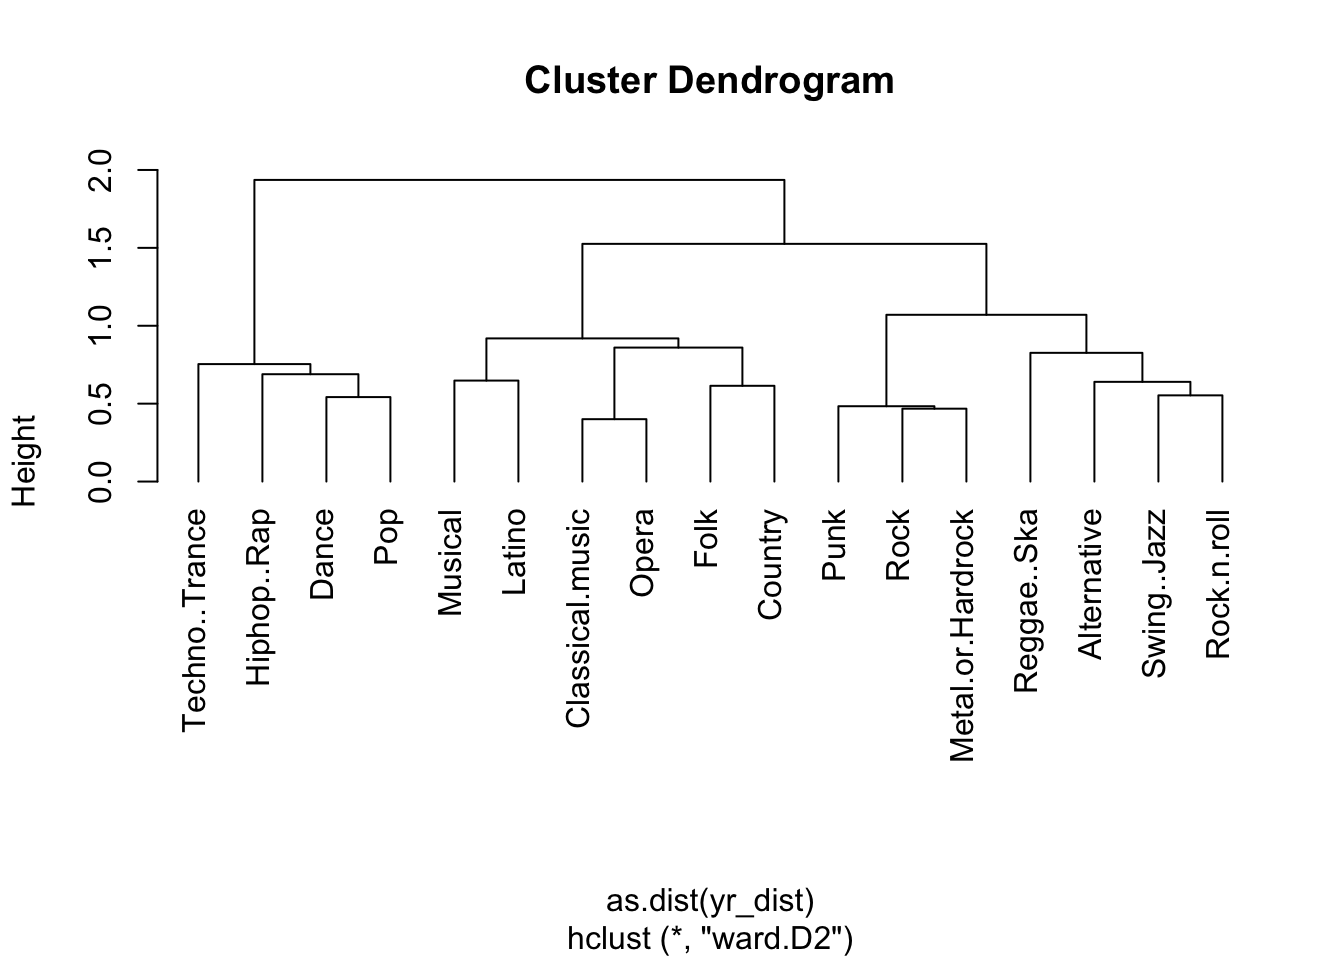 Cluster Dendrogram
Height
2.0
1.5
1.0
0.5
0.0
Techno..Trance
Hiphop..Rap
Dance
Pop
Musical
Latino
Classical.music
Opera
Folk
Country
Punk
Rock
Metal.or.Hardrock
Reggae..Ska
Alternative
Swing..Jazz
Rock.n.roll
as.dist(yr_dist)
hclust (*, "ward.D2")